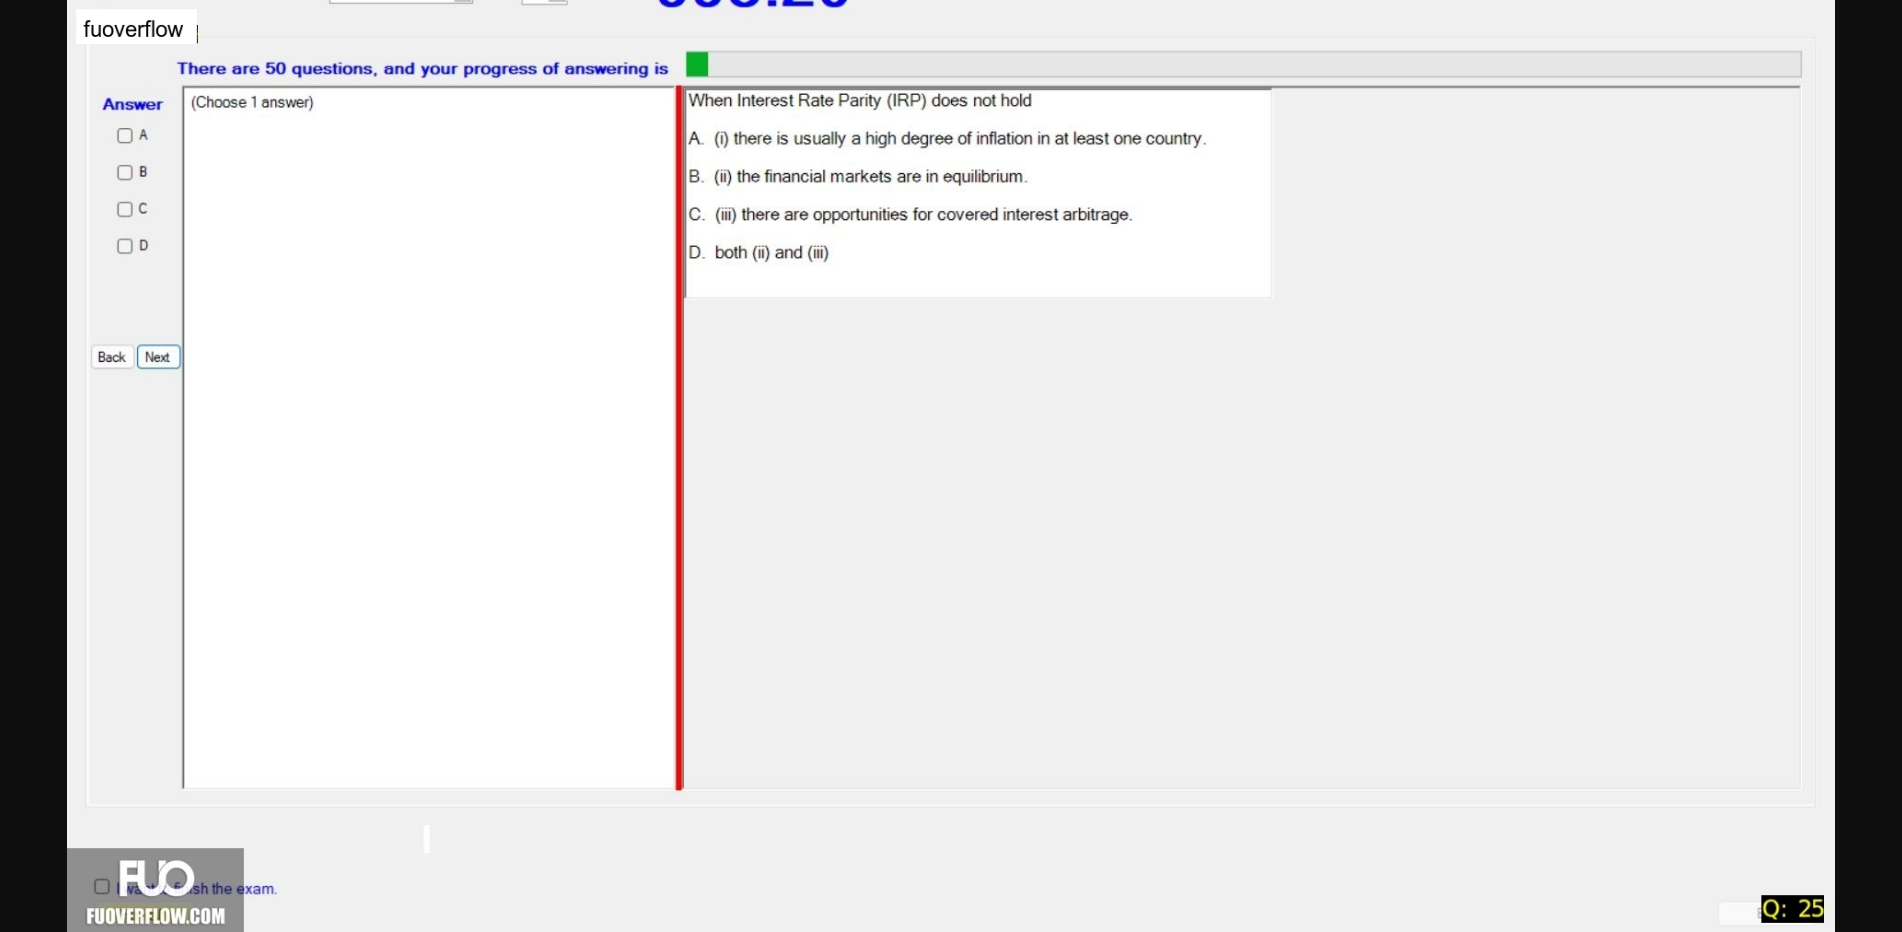 fuoverflow
There are 50 questions, and your progress of answering is
Answer
(Choose 1 answer)
A
B
C
D
Back Next
When Interest Rate Parity (IRP) does not hold
A. (i) there is usually a high degree of inflation in at least one country.
B. (ii) the financial markets are in equilibrium.
C. (iii) there are opportunities for covered interest arbitrage.
D. both (ii) and (iii)
FUO
I want finish the exam.
FUOVERFLOW.COM
Q: 25